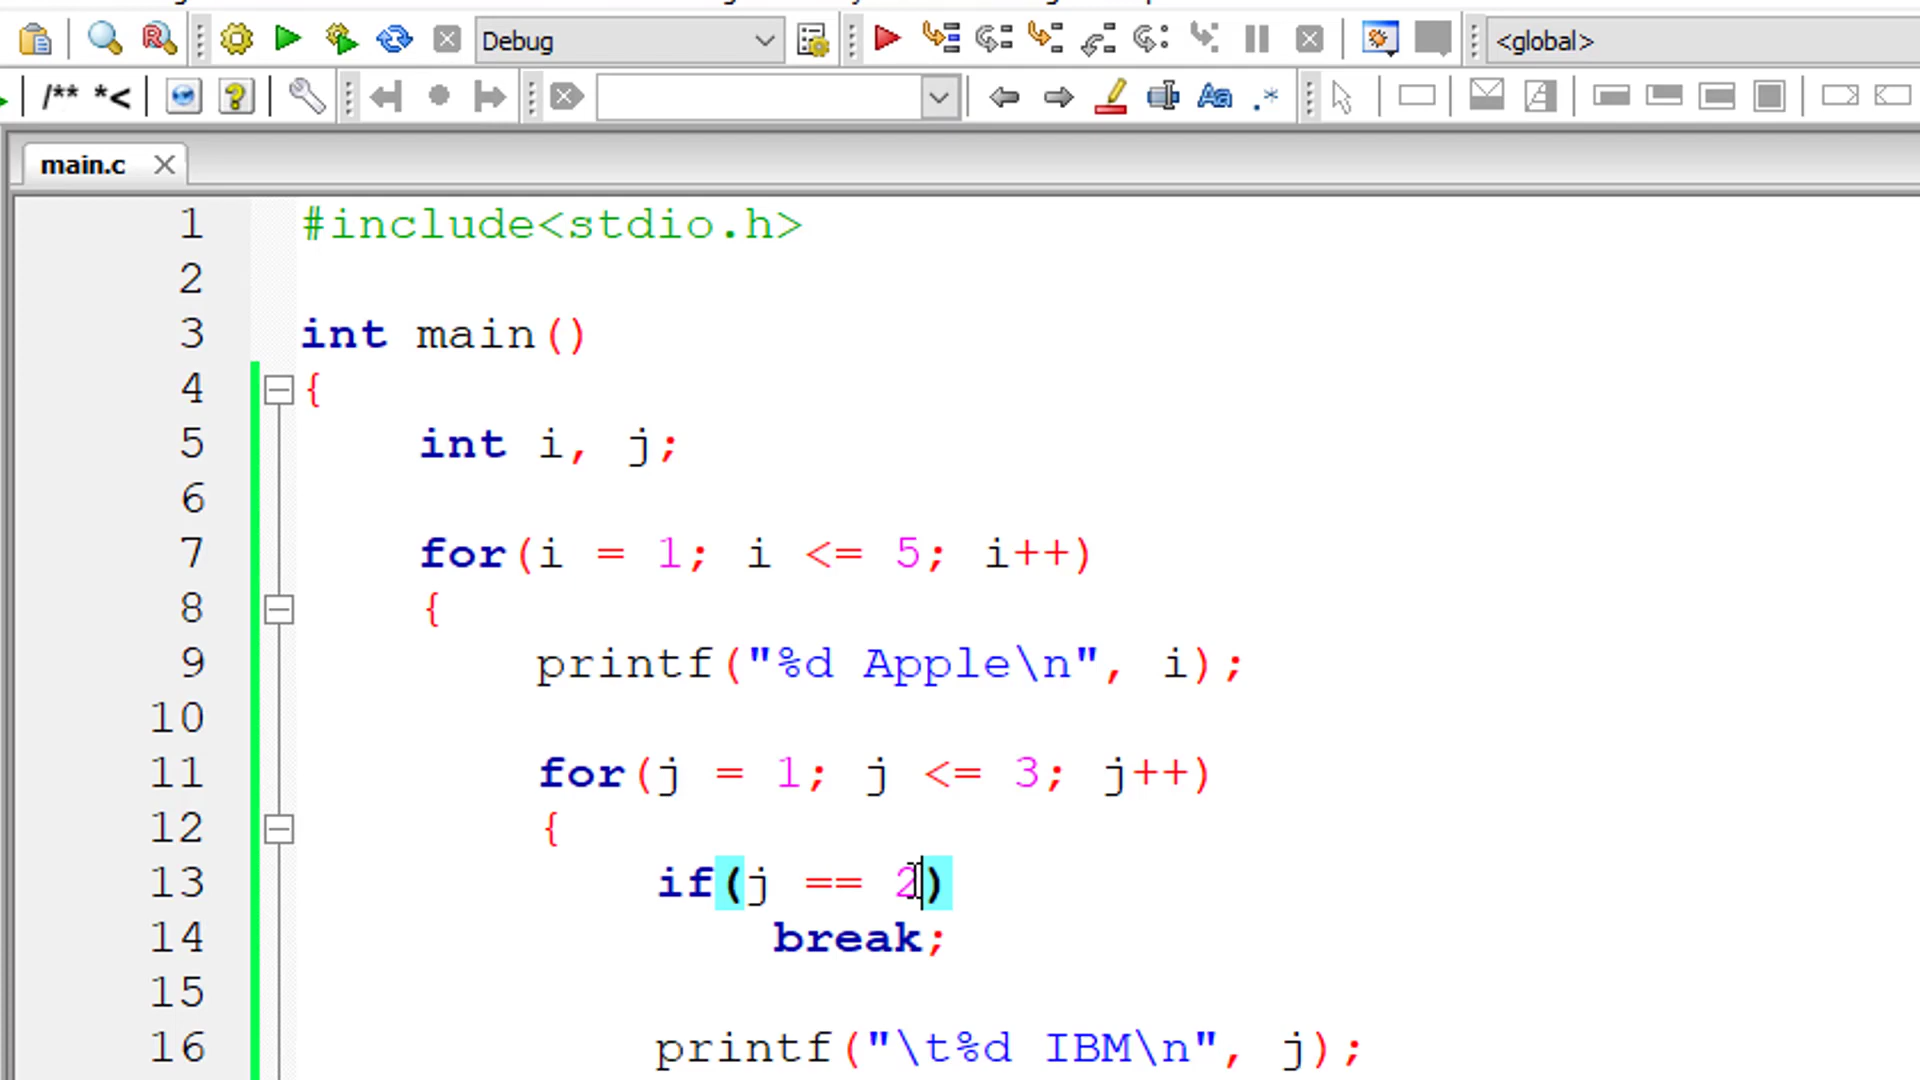 Debug
<global>
/** *<
main.c
1 #include<stdio.h>
2
3 int main()
4 {
5 int i, j;
6
7 for(i = 1; i <= 5; i++)
8 {
9 printf("%d Apple\n", i);
10
11 for(j = 1; j <= 3; j++)
12 {
13 if(j == 2)
14 break;
15
16 printf("\t%d IBM\n", j);